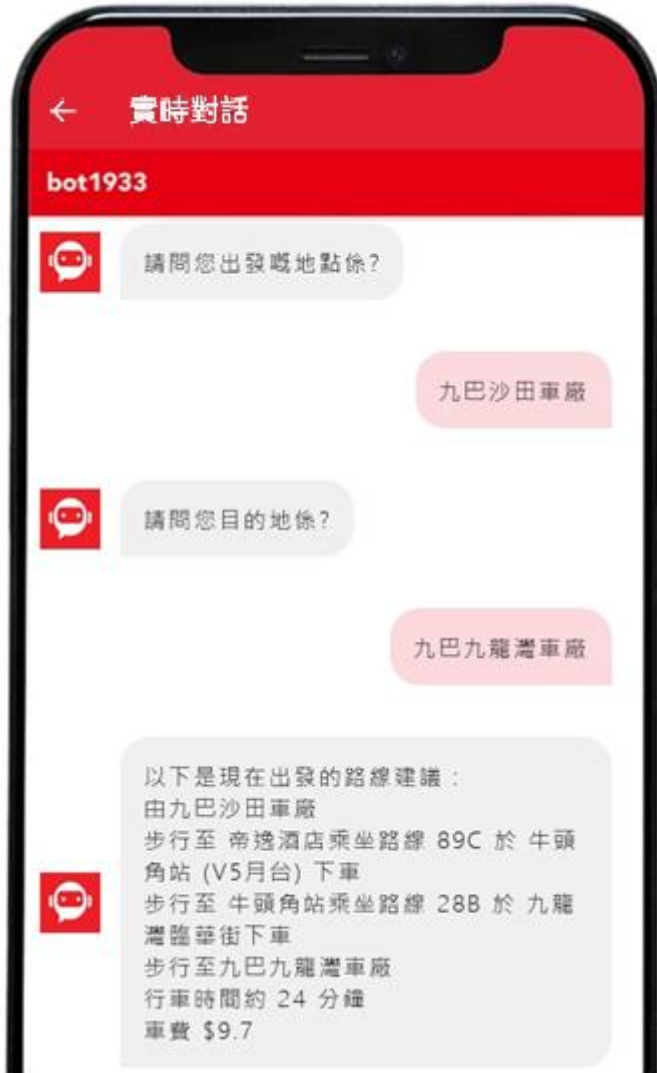 實時對話
bot1933
請問您出發嘅地點係?
九巴沙田車廠
請問您目的地係?
九巴九龍灣車廠
以下是現在出發的路線建議：
由九巴沙田車廠
步行至 帝逸酒店乘坐路線 89C 於 牛頭
角站 (V5月台) 下車
步行至 牛頭角站乘坐路線 28B 於 九龍
灣臨華街下車
步行至九巴九龍灣車廠
行車時間約 24 分鐘
車費 $9.7